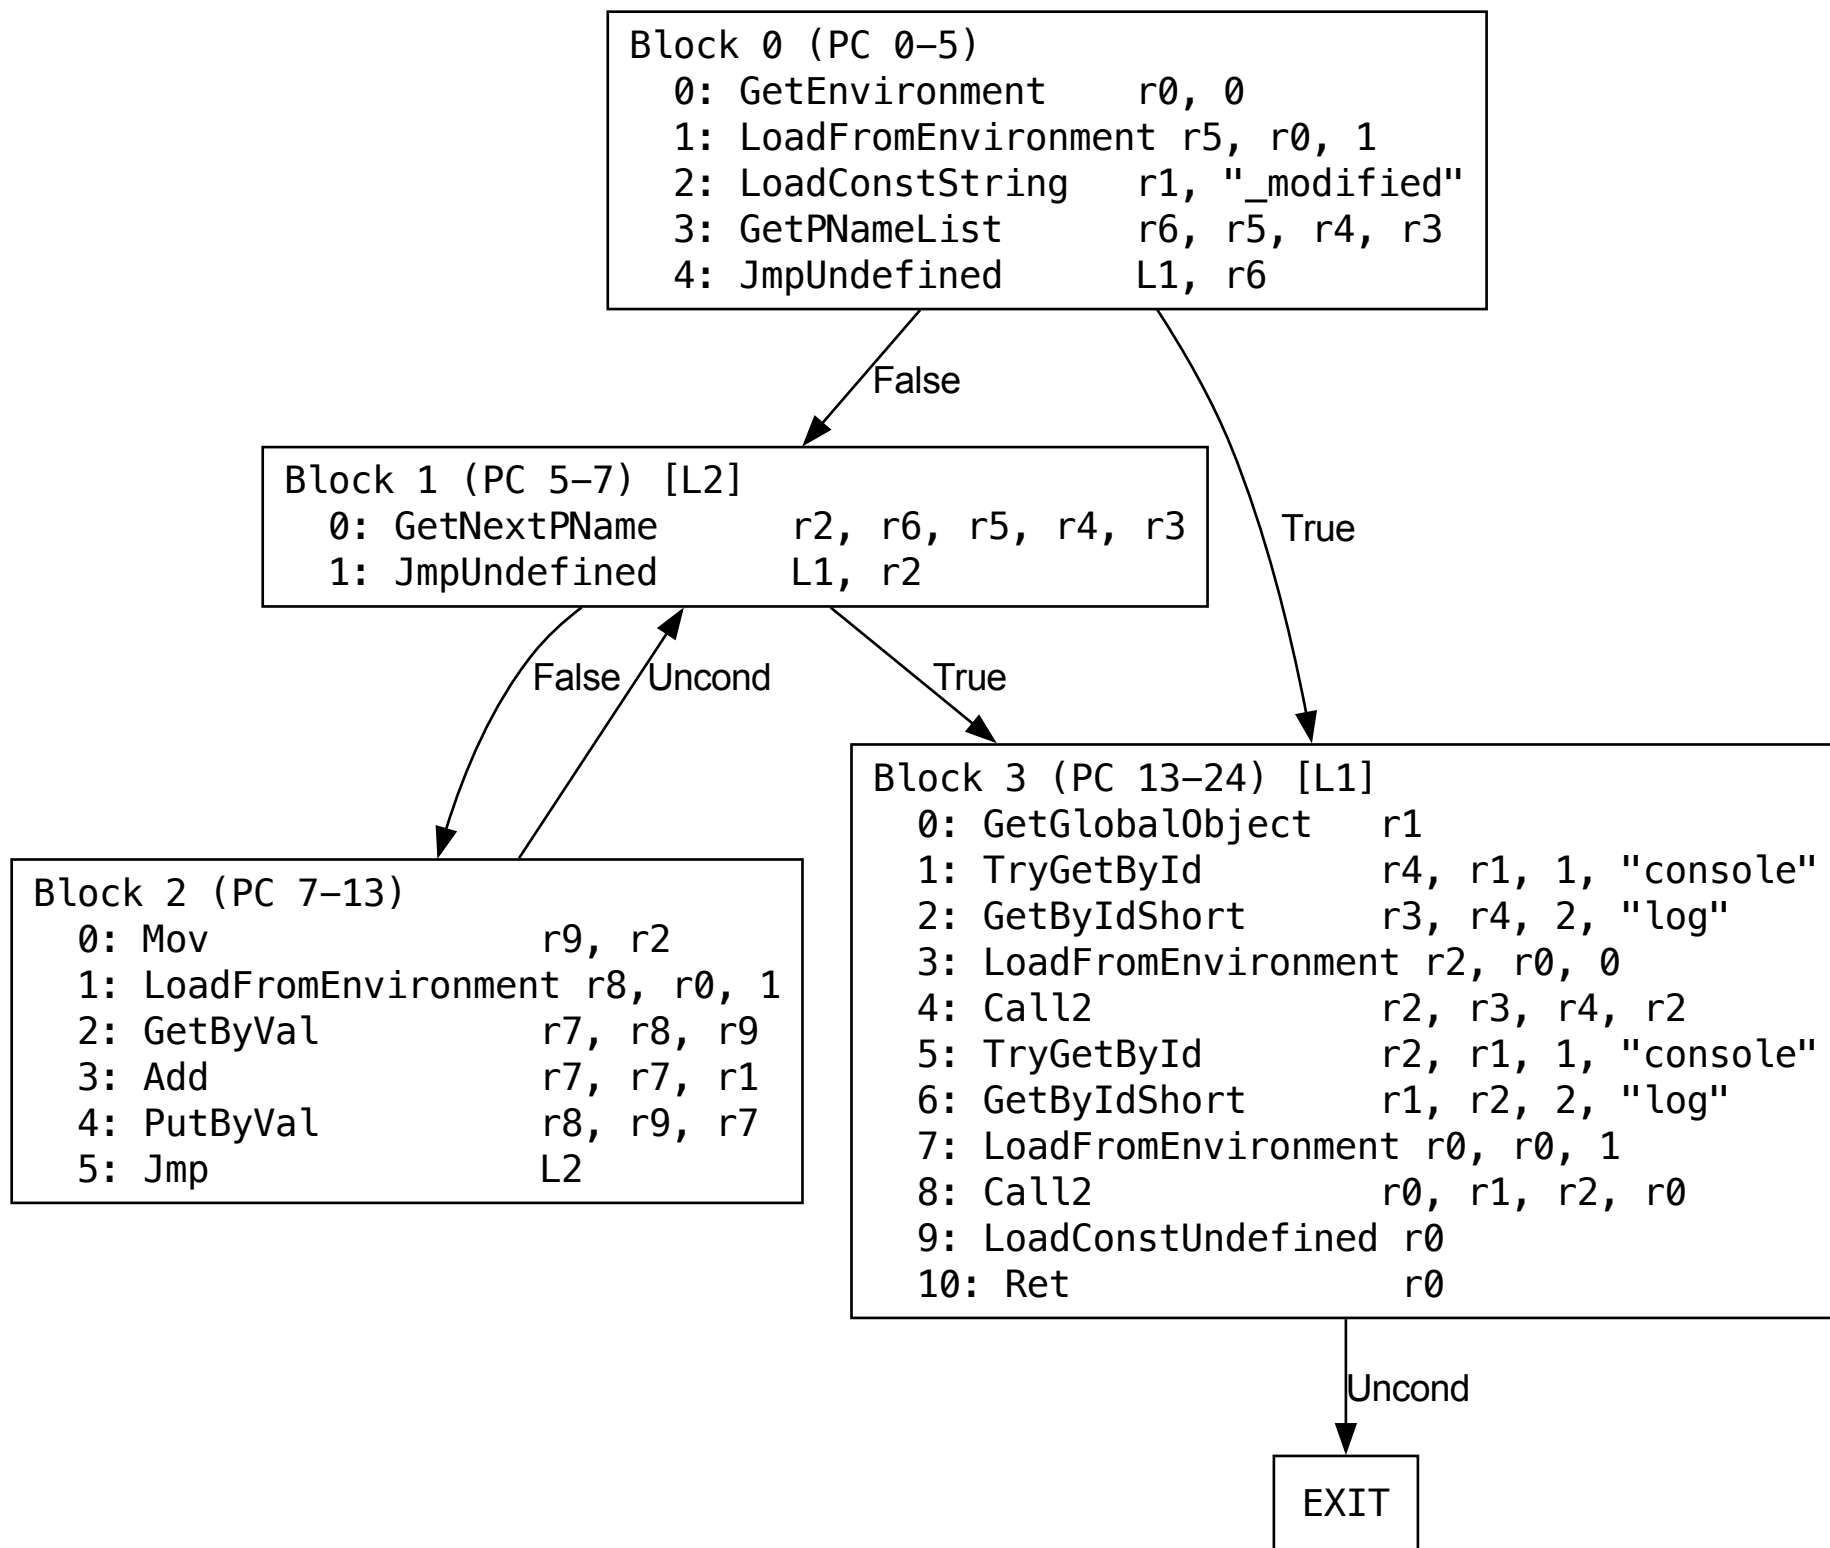 Block 0 (PC 0–5)
0: GetEnvironment r0, 0
1: LoadFromEnvironment r5, r0, 1
2: LoadConstString r1, "_modified"
3: GetPNameList r6, r5, r4, r3
4: JmpUndefined L1, r6
False
True
Block 1 (PC 5–7) [L2]
0: GetNextPName r2, r6, r5, r4, r3
1: JmpUndefined L1, r2
False
Uncond
True
Block 2 (PC 7–13)
0: Mov r9, r2
1: LoadFromEnvironment r8, r0, 1
2: GetByVal r7, r8, r9
3: Add r7, r7, r1
4: PutByVal r8, r9, r7
5: Jmp L2
Block 3 (PC 13–24) [L1]
0: GetGlobalObject r1
1: TryGetById r4, r1, 1, "console"
2: GetByIdShort r3, r4, 2, "log"
3: LoadFromEnvironment r2, r0, 0
4: Call2 r2, r3, r4, r2
5: TryGetById r2, r1, 1, "console"
6: GetByIdShort r1, r2, 2, "log"
7: LoadFromEnvironment r0, r0, 1
8: Call2 r0, r1, r2, r0
9: LoadConstUndefined r0
10: Ret r0
Uncond
EXIT